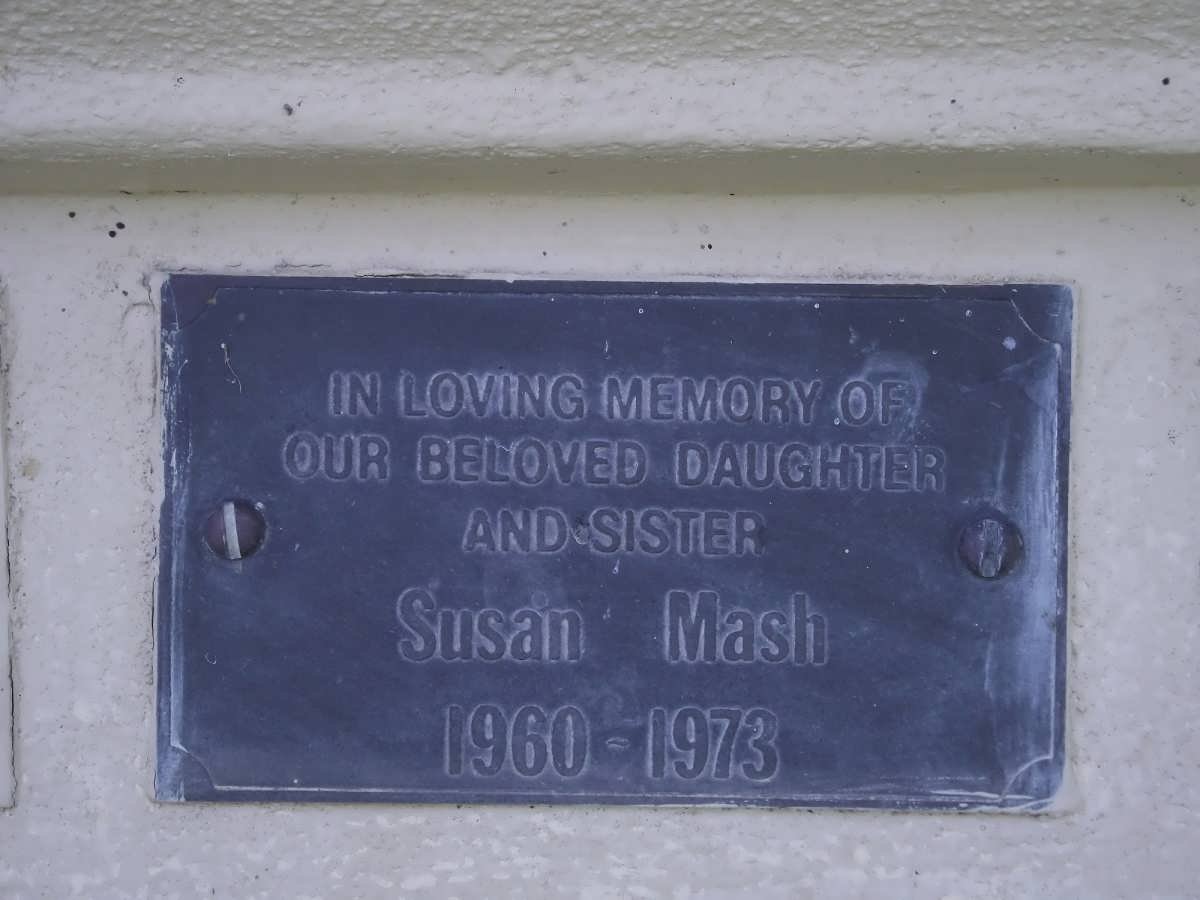 IN LOVING MEMORY OF
OUR BELOVED DAUGHTER
AND SISTER
Susan Mash
1960 - 1973